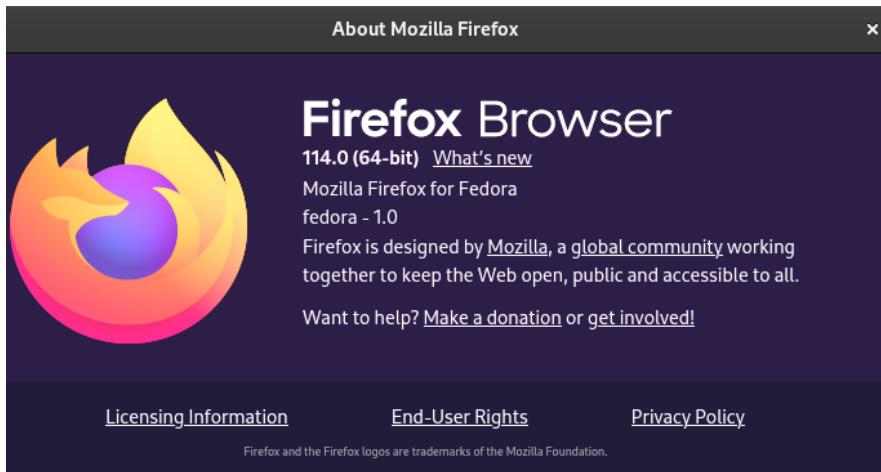 About Mozilla Firefox
Firefox Browser
114.0 (64-bit) What's new
Mozilla Firefox for Fedora
fedora - 1.0
Firefox is designed by Mozilla, a global community working
together to keep the Web open, public and accessible to all.
Want to help? Make a donation or get involved!
Licensing Information End-User Rights Privacy Policy
Firefox and the Firefox logos are trademarks of the Mozilla Foundation.